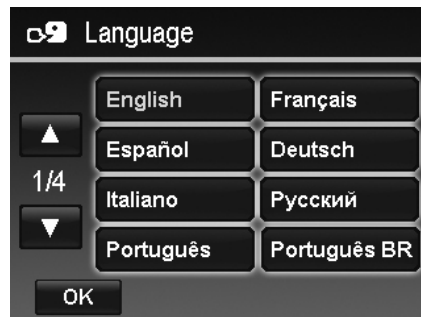 Language
English Français
Español Deutsch
1/4
Italiano Русский
Português Português BR
OK